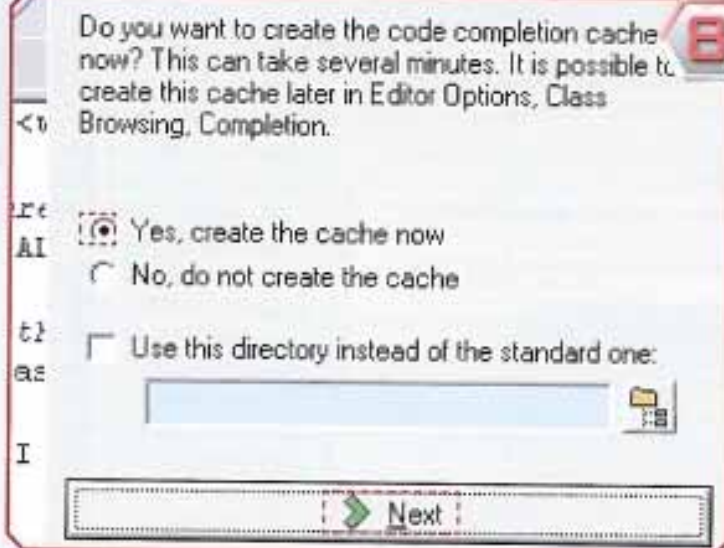 Do you want to create the code completion cache
now? This can take several minutes. It is possible to
create this cache later in Editor Options, Class
Browsing, Completion.
Yes, create the cache now
No, do not create the cache
Use this directory instead of the standard one:
Next
B
AI
I